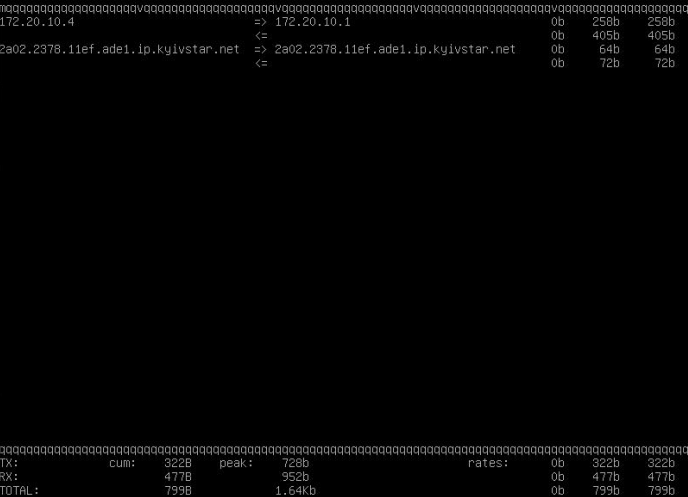 mqqqqqqqqqqqqqqqqqqqvqqqqqqqqqqqqqqqqqqqvqqqqqqqqqqqqqqqqqqqvqqqqqqqqqqqqqqqqqqqvqqqqqqqqqqqqqqqqqqq
172.20.10.4 => 172.20.10.1 0b 258b 258b
<= 0b 405b 405b
2a02.2378.11ef.ade1.ip.kyivstar.net => 2a02.2378.11ef.ade1.ip.kyivstar.net 0b 64b 64b
<= 0b 72b 72b
qqqqqqqqqqqqqqqqqqqqqqqqqqqqqqqqqqqqqqqqqqqqqqqqqqqqqqqqqqqqqqqqqqqqqqqqqqqqqqqqqqqqqqqqqqqqqqqqqqqq
TX: cum: 322B peak: 728b rates: 0b 322b 322b
RX: 477B 952b 0b 477b 477b
TOTAL: 799B 1.64Kb 0b 799b 799b